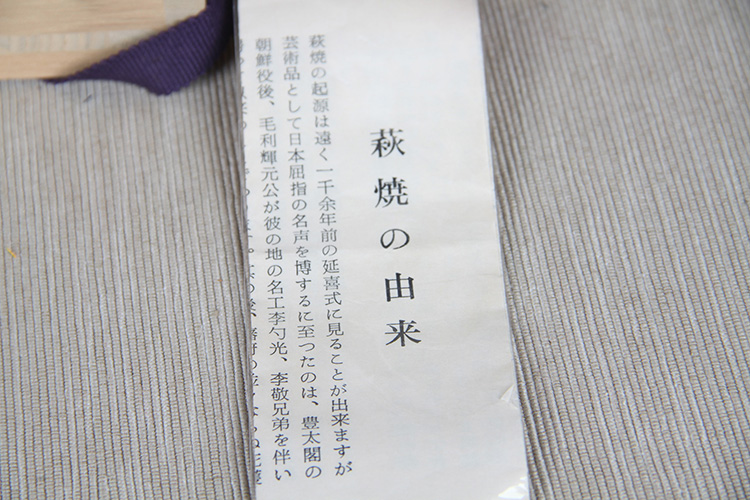 萩焼の由来
萩焼の起源は遠く一千余年前の延喜式に見ることが出来ますが
芸術品として日本屈指の名声を博するに至つたのは、豊太閤の
朝鮮役後、毛利輝元公が彼の地の名工李勺光、李敬兄弟を伴い